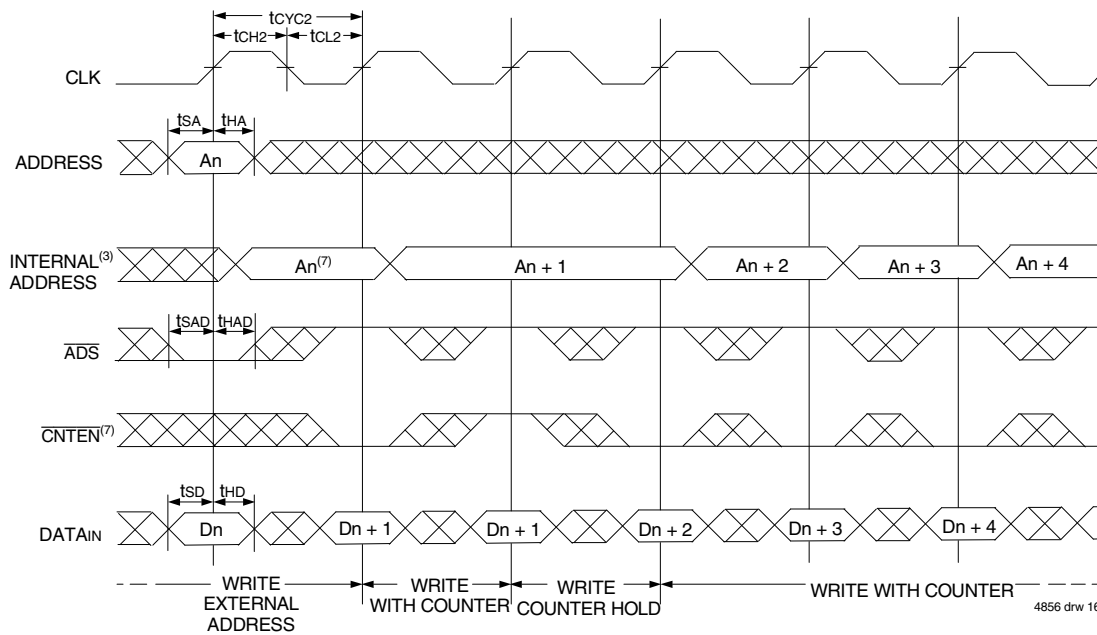 tCYC2
tCH2 tCL2
CLK
tSA tHA
ADDRESS An
INTERNAL(3)
ADDRESS
An(7) An + 1 An + 2 An + 3 An + 4
tSAD tHAD
ADS
CNTEN(7)
tSD tHD
DATAIN Dn Dn + 1 Dn + 1 Dn + 2 Dn + 3 Dn + 4
WRITE
EXTERNAL
ADDRESS
WRITE
WITH COUNTER
WRITE
COUNTER HOLD
WRITE WITH COUNTER
4856 drw 16